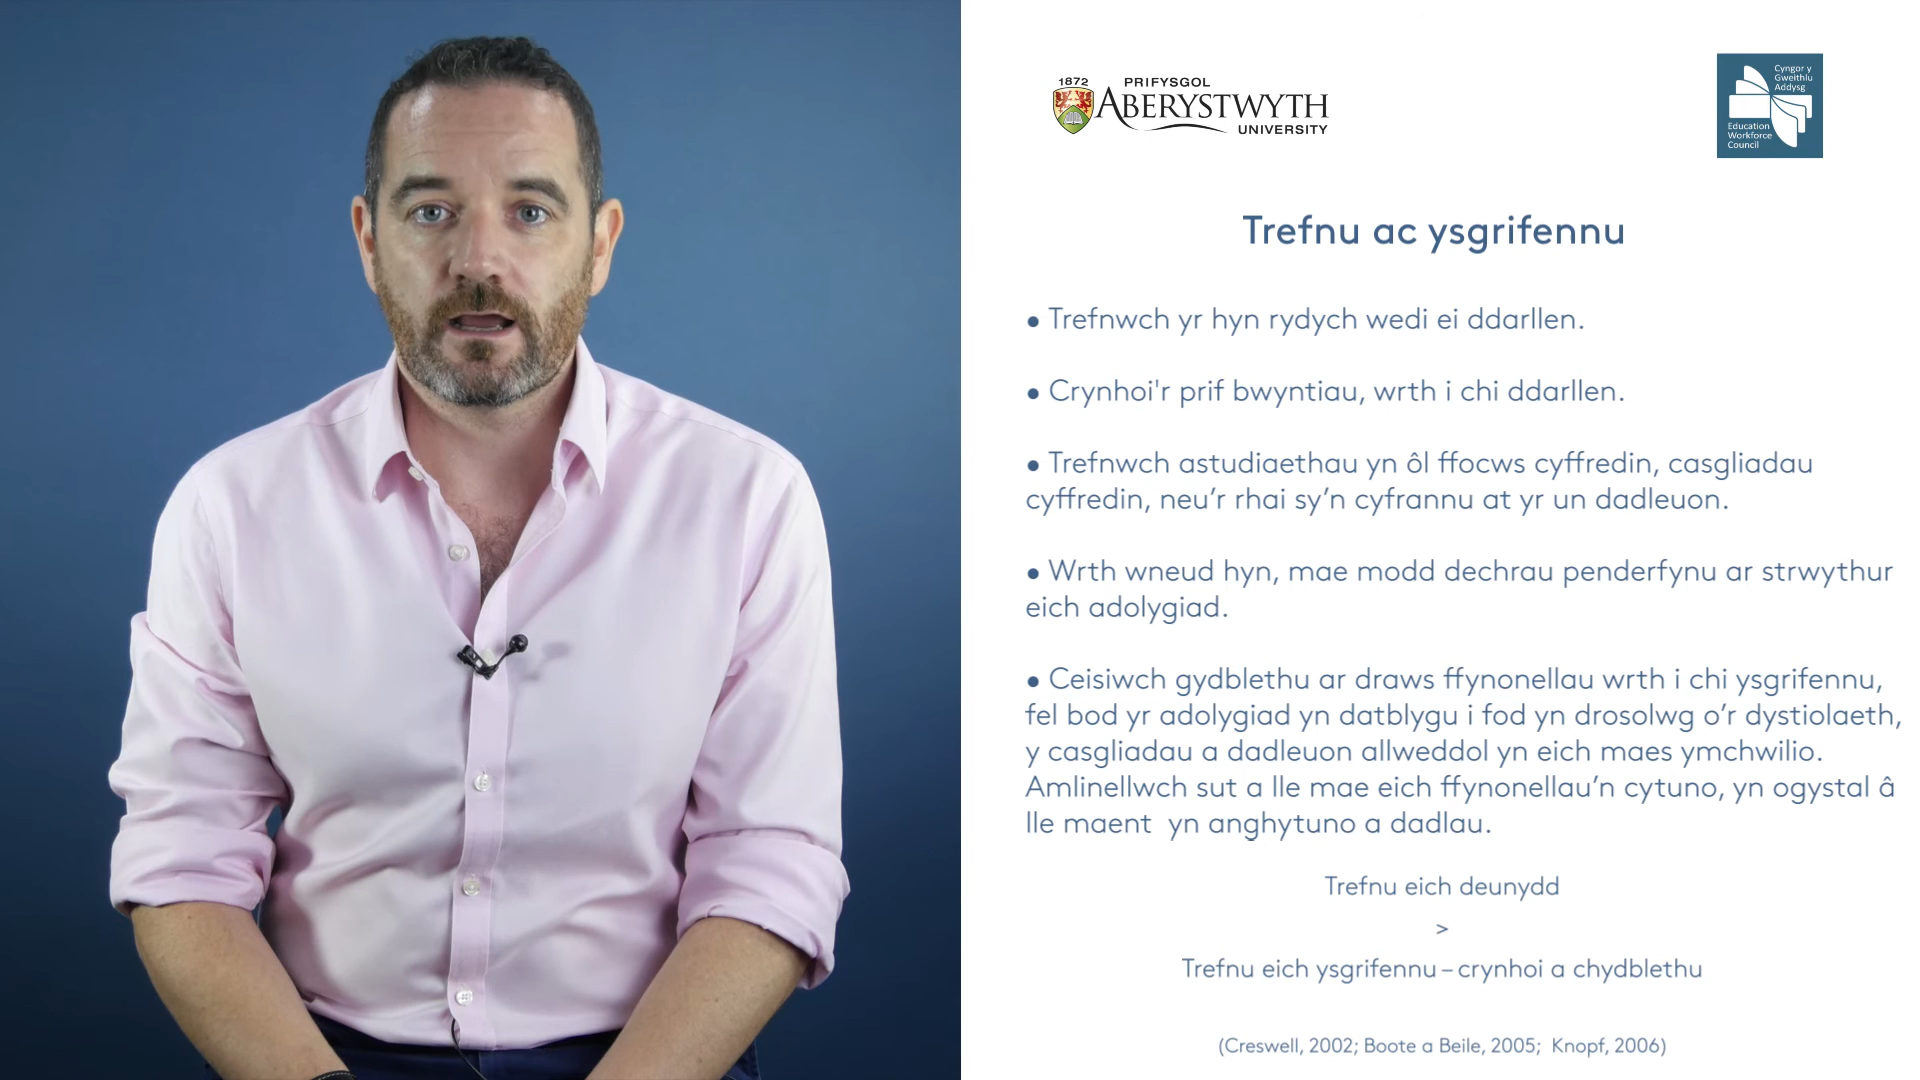 1872 PRIFYSGOL
ABERYSTWYTH
UNIVERSITY
Cyngor y
Gweithlu
Addysg
Education
Workforce
Council
Trefnu ac ysgrifennu
• Trefnwch yr hyn rydych wedi ei ddarllen.
• Crynhoi'r prif bwyntiau, wrth i chi ddarllen.
• Trefnwch astudiaethau yn ôl ffocws cyffredin, casgliadau
cyffredin, neu’r rhai sy’n cyfrannu at yr un dadleuon.
• Wrth wneud hyn, mae modd dechrau penderfynu ar strwythur
eich adolygiad.
• Ceisiwch gydblethu ar draws ffynonellau wrth i chi ysgrifennu,
fel bod yr adolygiad yn datblygu i fod yn drosolwg o’r dystiolaeth,
y casgliadau a dadleuon allweddol yn eich maes ymchwilio.
Amlinellwch sut a lle mae eich ffynonellau’n cytuno, yn ogystal â
lle maent yn anghytuno a dadlau.
Trefnu eich deunydd
>
Trefnu eich ysgrifennu – crynhoi a chydblethu
(Creswell, 2002; Boote a Beile, 2005; Knopf, 2006)